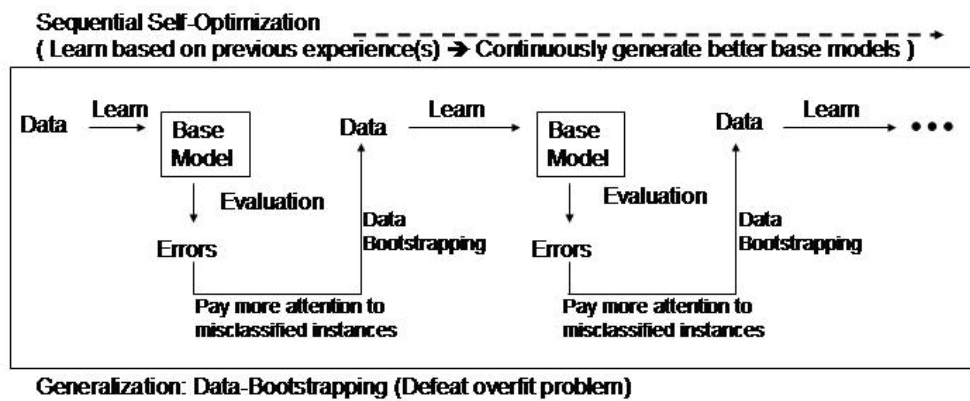 Sequential Self-Optimization
( Learn based on previous experience(s) ➔ Continuously generate better base models )
Data
Learn
Base
Model
Evaluation
Errors
Pay more attention to
misclassified instances
Data
Bootstrapping
Data
Learn
Base
Model
Evaluation
Errors
Pay more attention to
misclassified instances
Data
Bootstrapping
Data
Learn
•••
Generalization: Data-Bootstrapping (Defeat overfit problem)